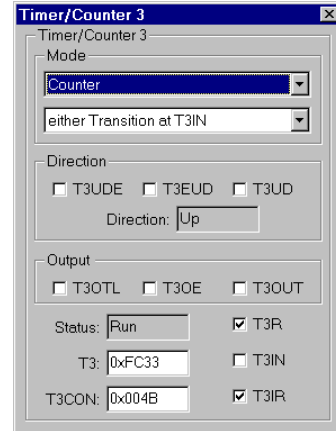 Timer/Counter 3
Timer/Counter 3
Mode
Counter
either Transition at T3IN
Direction
T3UDE T3EUD T3UD
Direction: Up
Output
T3OTL T3OE T3OUT
Status: Run T3R
T3: 0xFC33 T3IN
T3CON: 0x004B T3IR